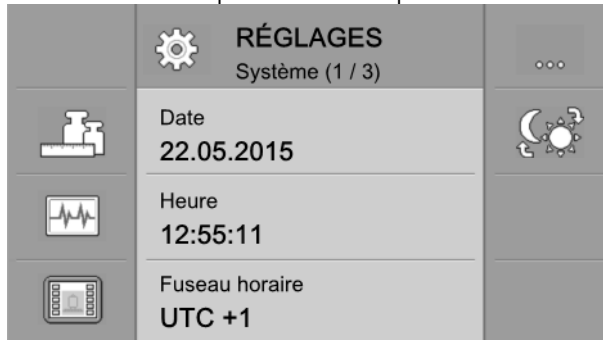 RÉGLAGES
Système (1 / 3)
Date
22.05.2015
Heure
12:55:11
Fuseau horaire
UTC +1